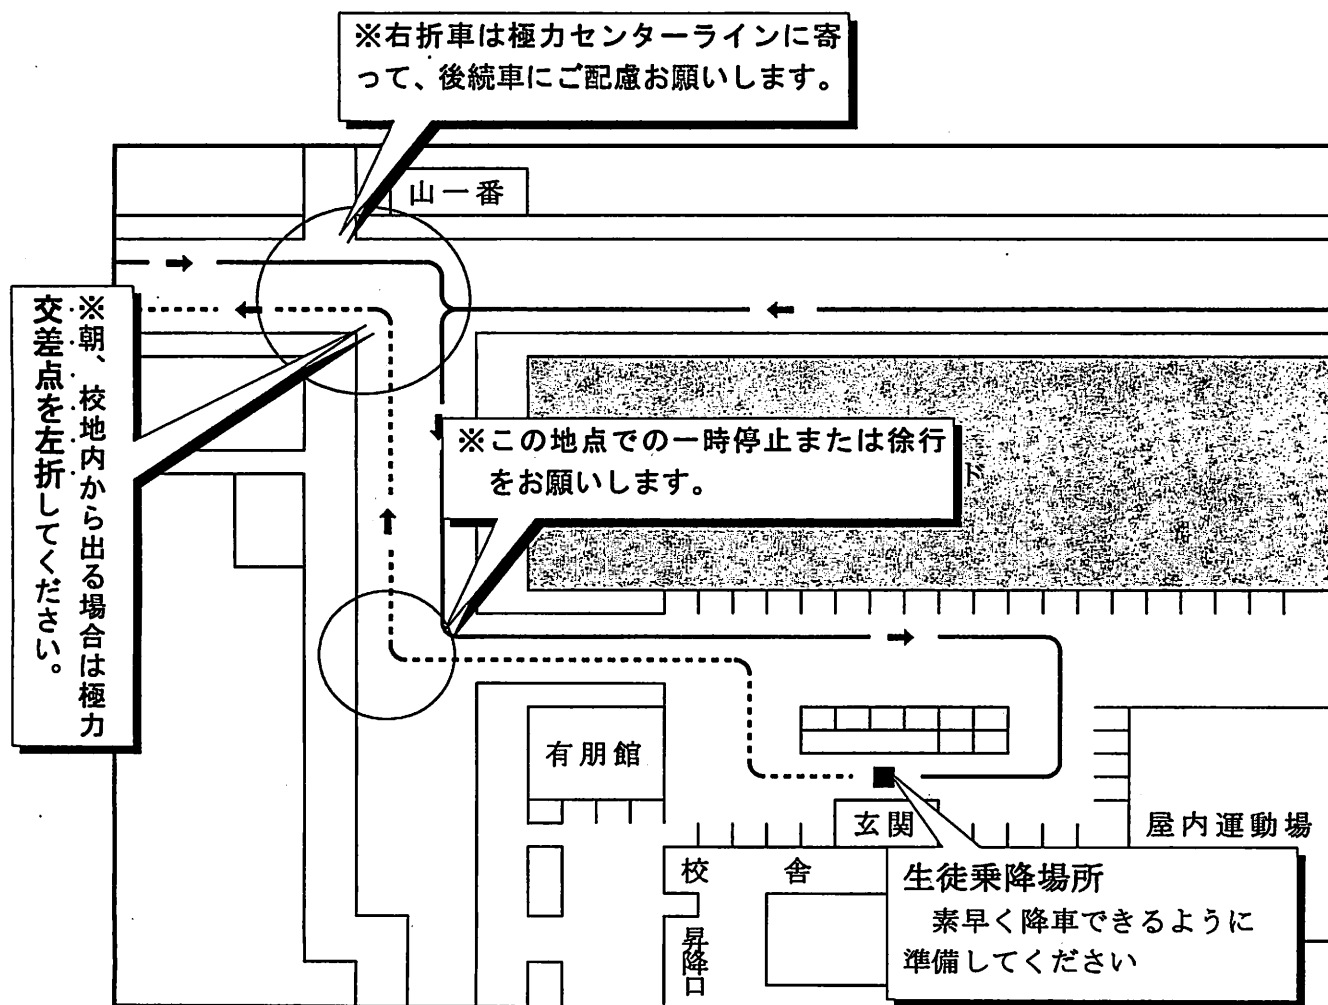 ※右折車は極力センターラインに寄
って、後続車にご配慮お願いします。
山一番
※朝、校地内から出る場合は極力
交差点を左折してください。
※この地点での一時停止または徐行
をお願いします。
ド
有朋館
玄関
屋内運動場
校舎
昇降口
生徒乗降場所
素早く降車できるように
準備してください